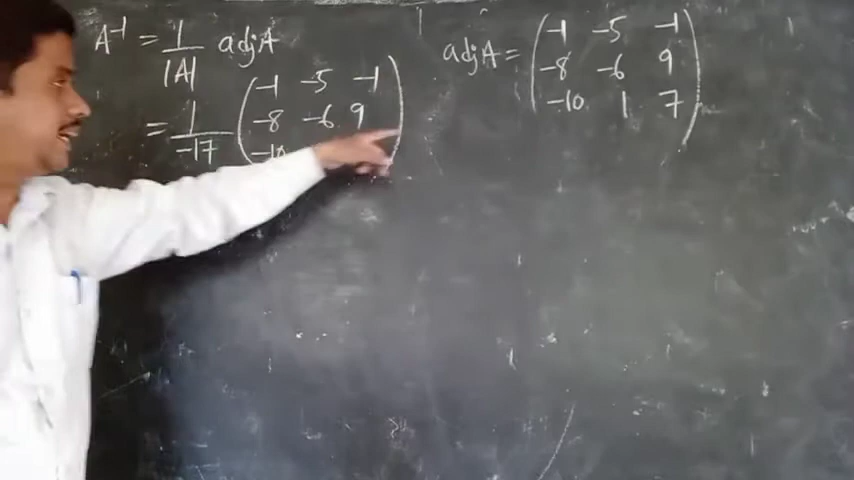 A⁻¹ = 1/|A| adjA
= 1/-17 (-1 -5 -1
-8 -6 9
-10
adjA = (-1 -5 -1
-8 -6 9
-10 1 7)